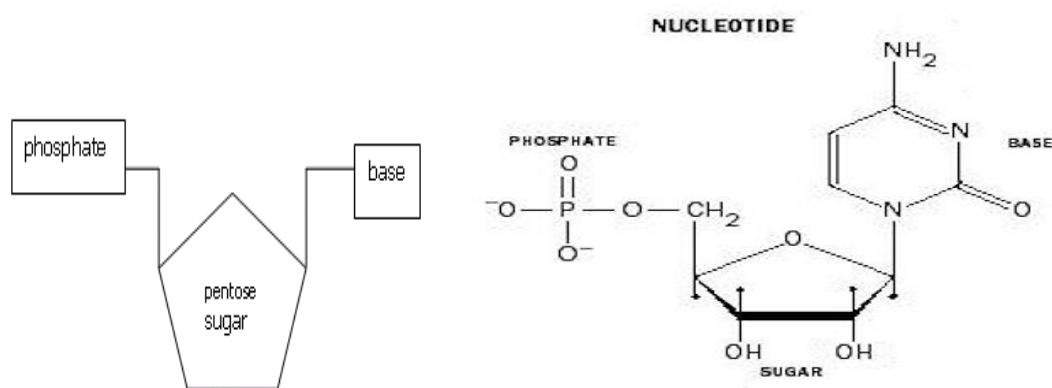 phosphate
base
pentose
sugar
NUCLEOTIDE
NH₂
PHOSPHATE
O
N
BASE
⁻O
P
O
CH₂
N
O
O⁻
O
OH
OH
SUGAR